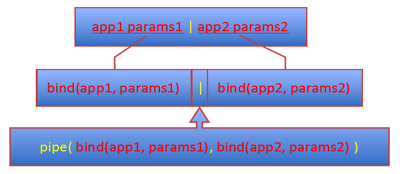 app1 params1 | app2 params2
bind(app1, params1) | bind(app2, params2)
pipe( bind(app1, params1), bind(app2, params2) )